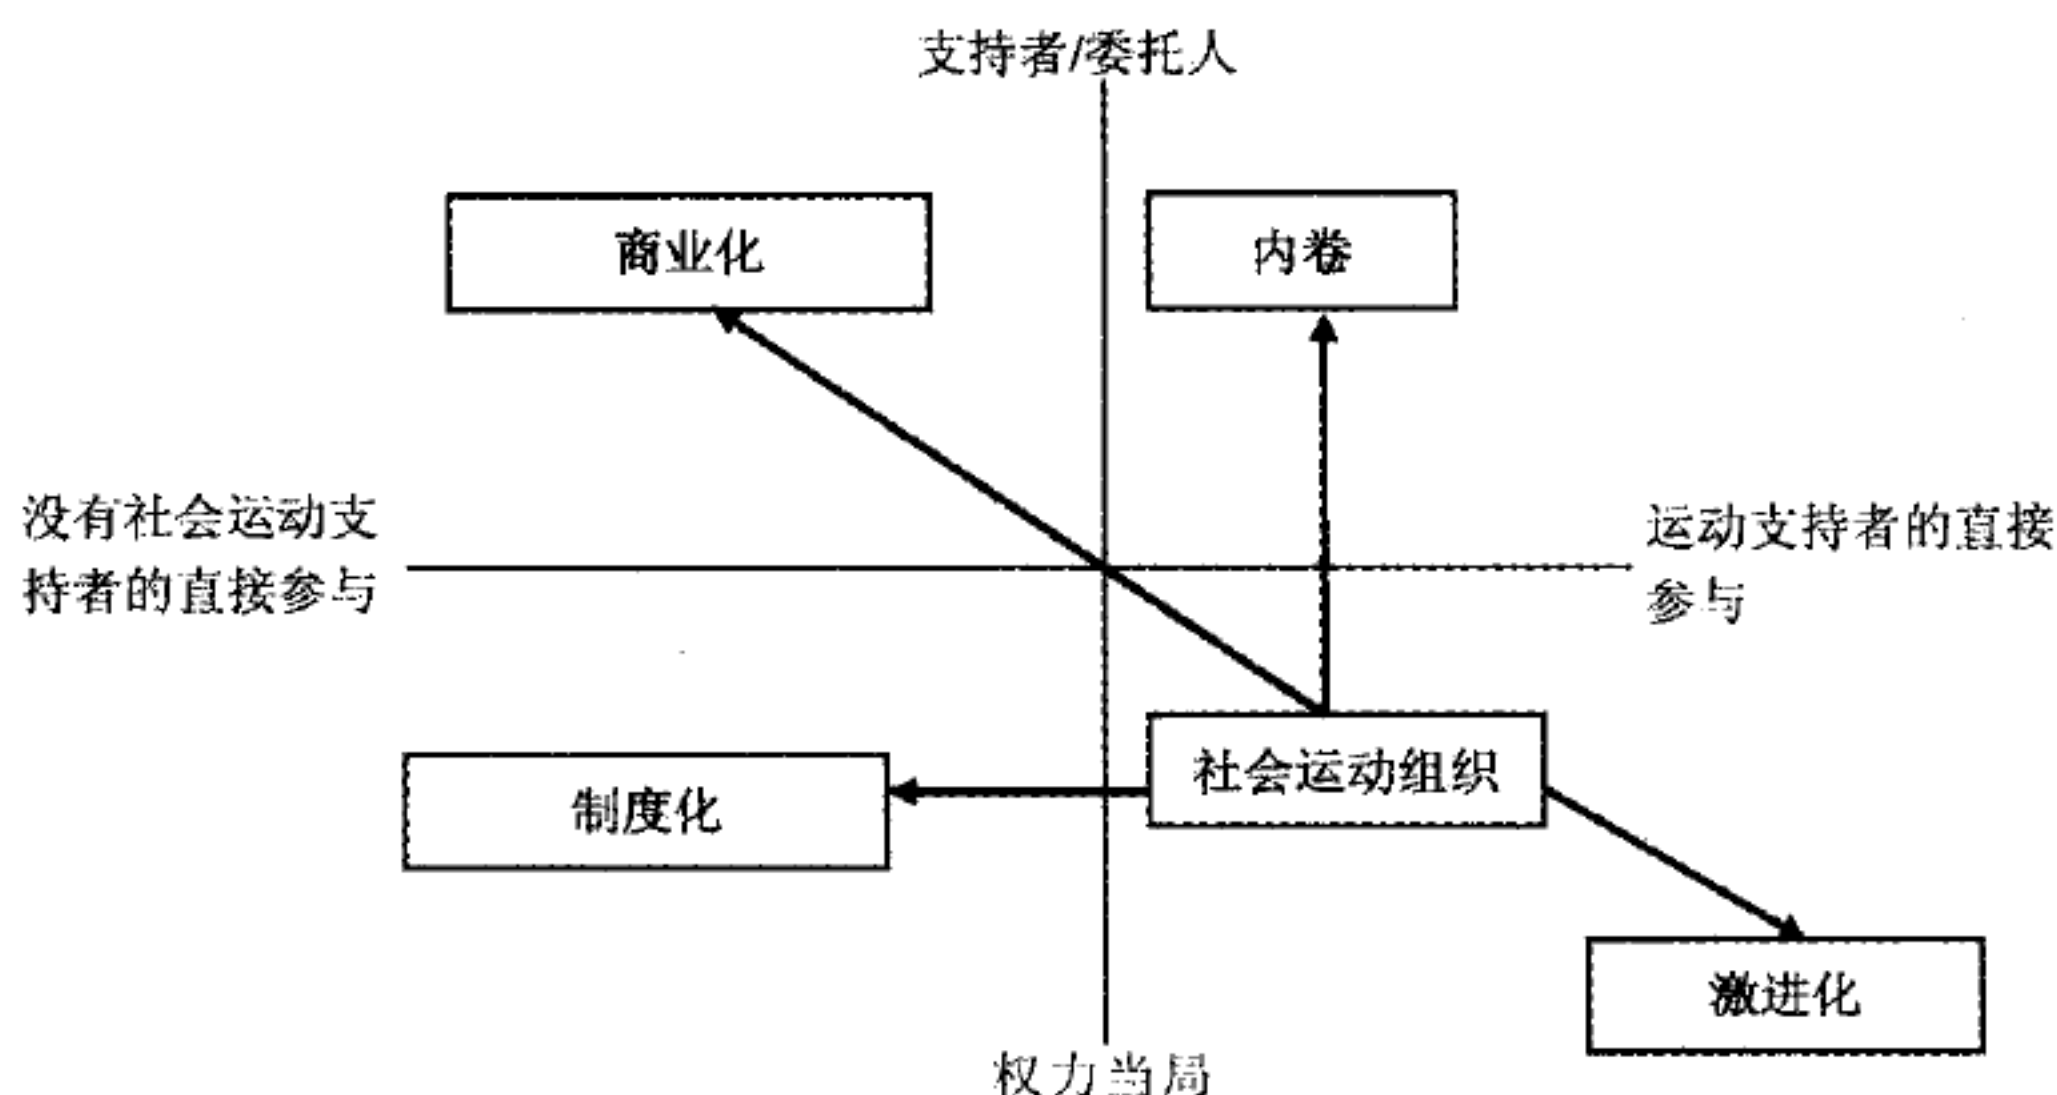 支持者/委托人
商业化
内卷
没有社会运动支
持者的直接参与
运动支持者的直接
参与
社会运动组织
制度化
激进化
权力当局